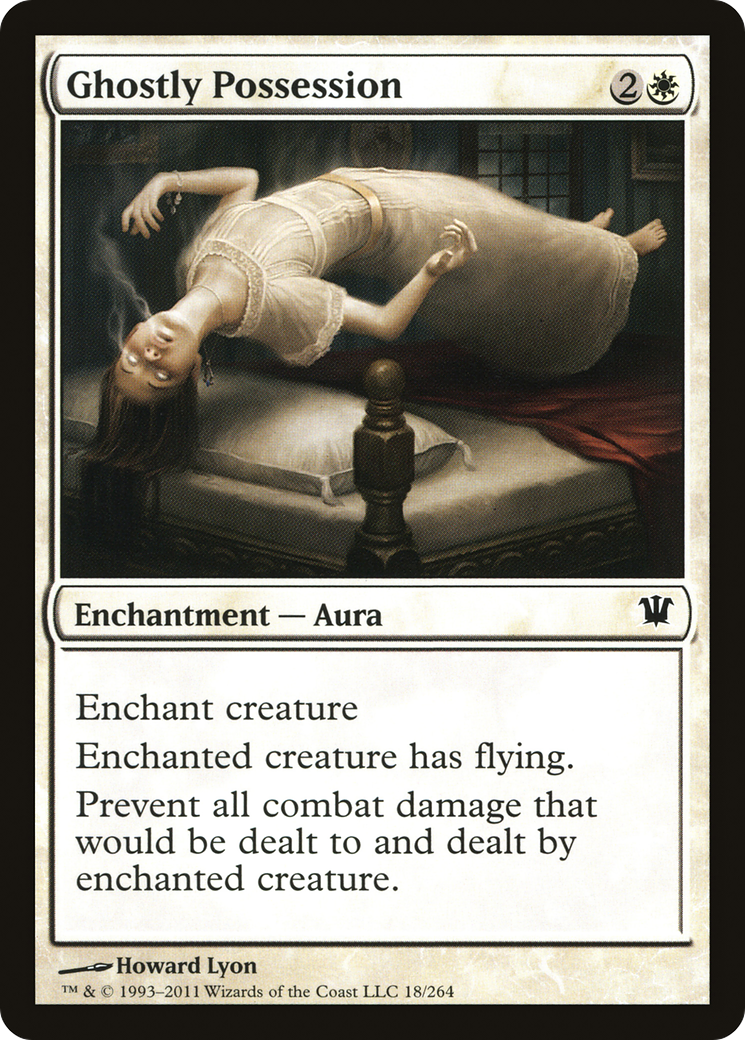 Ghostly Possession 2
Enchantment — Aura
Enchant creature
Enchanted creature has flying.
Prevent all combat damage that
would be dealt to and dealt by
enchanted creature.
Howard Lyon
™ & © 1993–2011 Wizards of the Coast LLC 18/264